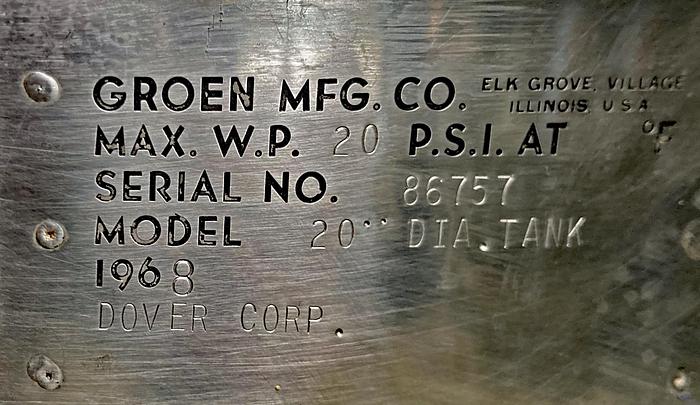 GROEN MFG. CO. ELK GROVE, VILLAGE
ILLINOIS, U S A
MAX. W.P. 20 P.S.I. AT °F
SERIAL NO. 86757
MODEL 20" DIA. TANK
1968
DOVER CORP.